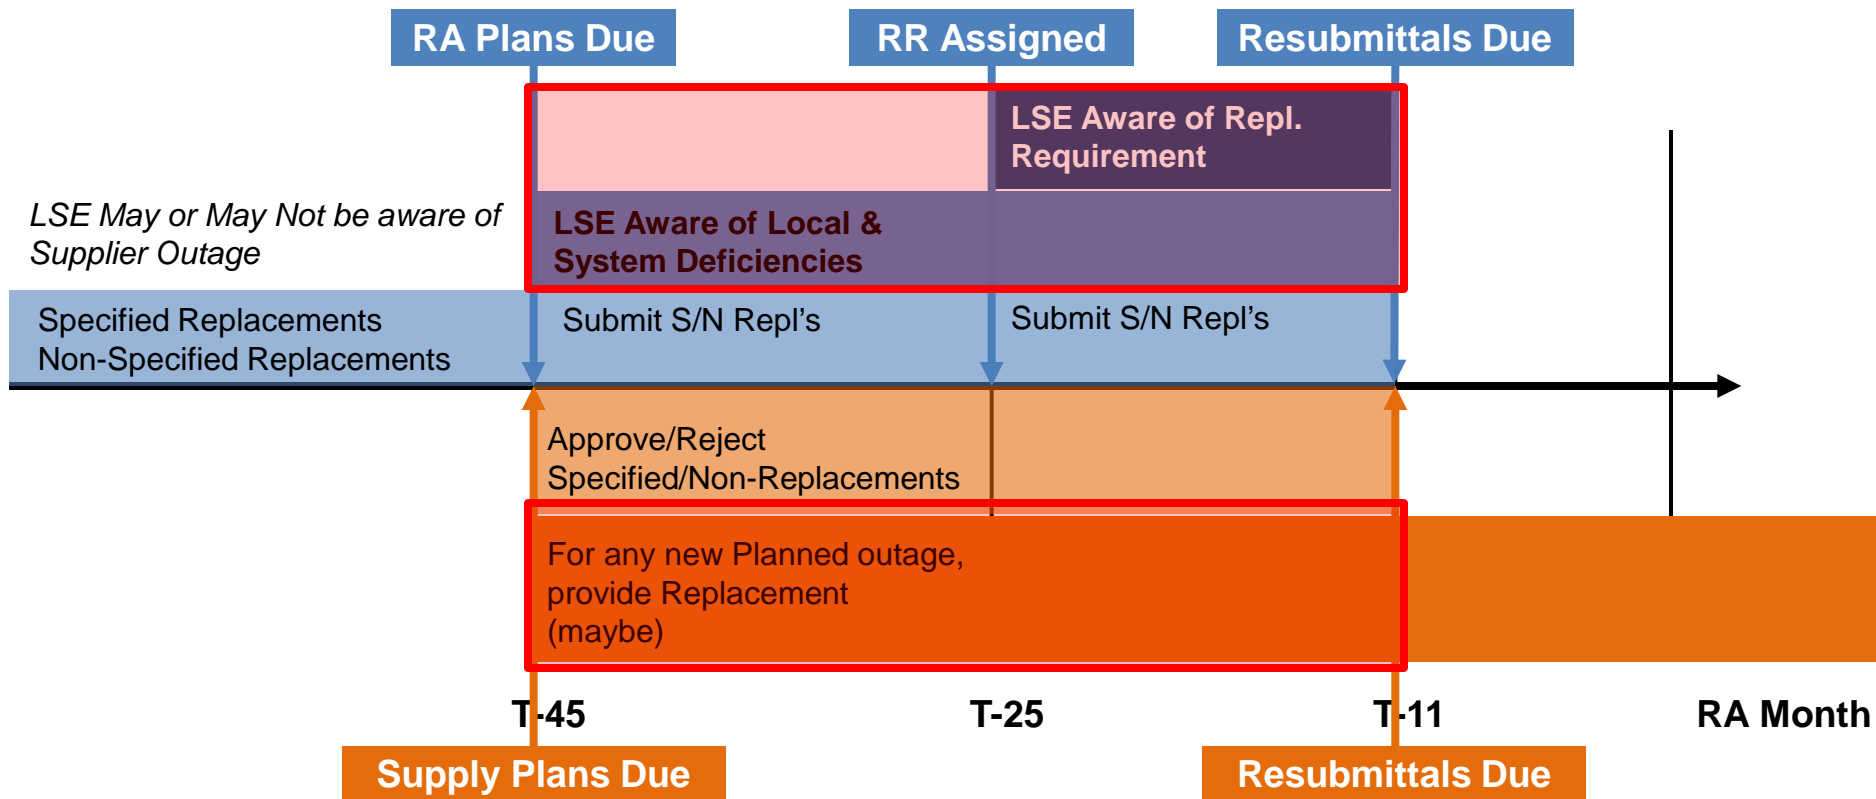 RA Plans Due
RR Assigned
Resubmittals Due
LSE Aware of Repl.
Requirement
LSE May or May Not be aware of
Supplier Outage
LSE Aware of Local &
System Deficiencies
Specified Replacements
Non-Specified Replacements
Submit S/N Repl's
Submit S/N Repl's
Approve/Reject
Specified/Non-Replacements
For any new Planned outage,
provide Replacement
(maybe)
T-45
T-25
T-11
RA Month
Supply Plans Due
Resubmittals Due